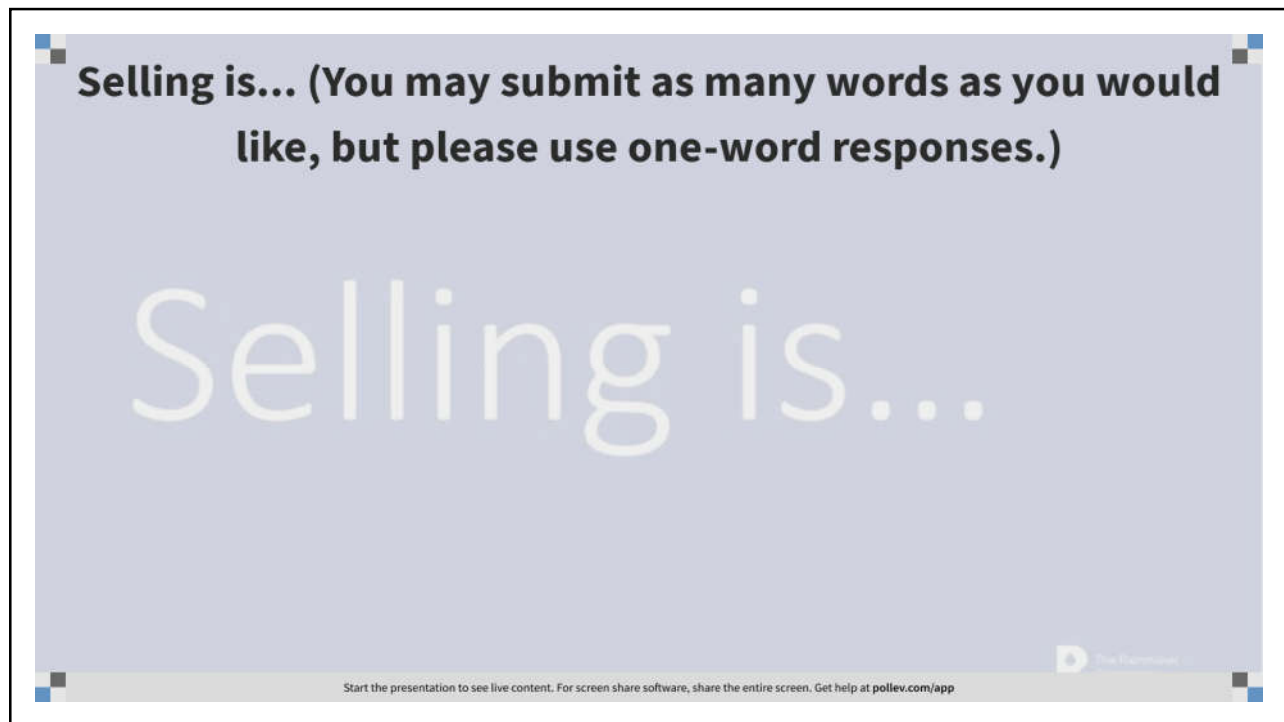 Selling is... (You may submit as many words as you would
like, but please use one-word responses.)
Selling is...
Start the presentation to see live content. For screen share software, share the entire screen. Get help at pollev.com/app